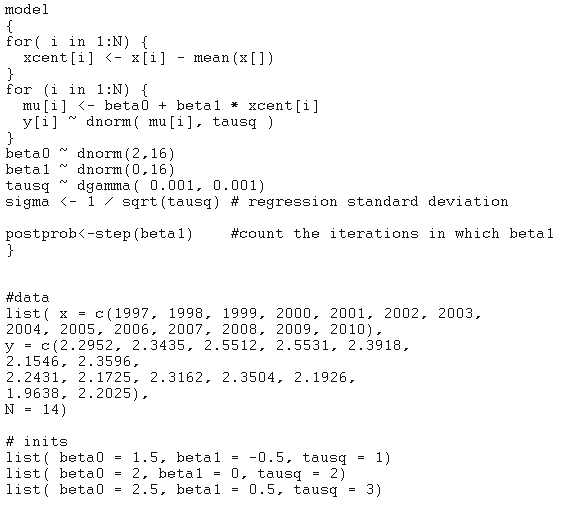 model
{
for( i in 1:N) {
  xcent[i] <- x[i] - mean(x[])
}
for (i in 1:N) {
  mu[i] <- beta0 + beta1 * xcent[i]
  y[i] ~ dnorm( mu[i], tausq )
}
beta0 ~ dnorm(2,16)
beta1 ~ dnorm(0,16)
tausq ~ dgamma( 0.001, 0.001)
sigma <- 1 / sqrt(tausq) # regression standard deviation

postprob<-step(beta1)    #count the iterations in which beta1
}

#data
list( x = c(1997, 1998, 1999, 2000, 2001, 2002, 2003,
2004, 2005, 2006, 2007, 2008, 2009, 2010),
y = c(2.2952, 2.3435, 2.5512, 2.5531, 2.3918,
2.1546, 2.3596,
2.2431, 2.1725, 2.3162, 2.3504, 2.1926,
1.9638, 2.2025),
N = 14)

# inits
list( beta0 = 1.5, beta1 = -0.5, tausq = 1)
list( beta0 = 2, beta1 = 0, tausq = 2)
list( beta0 = 2.5, beta1 = 0.5, tausq = 3)